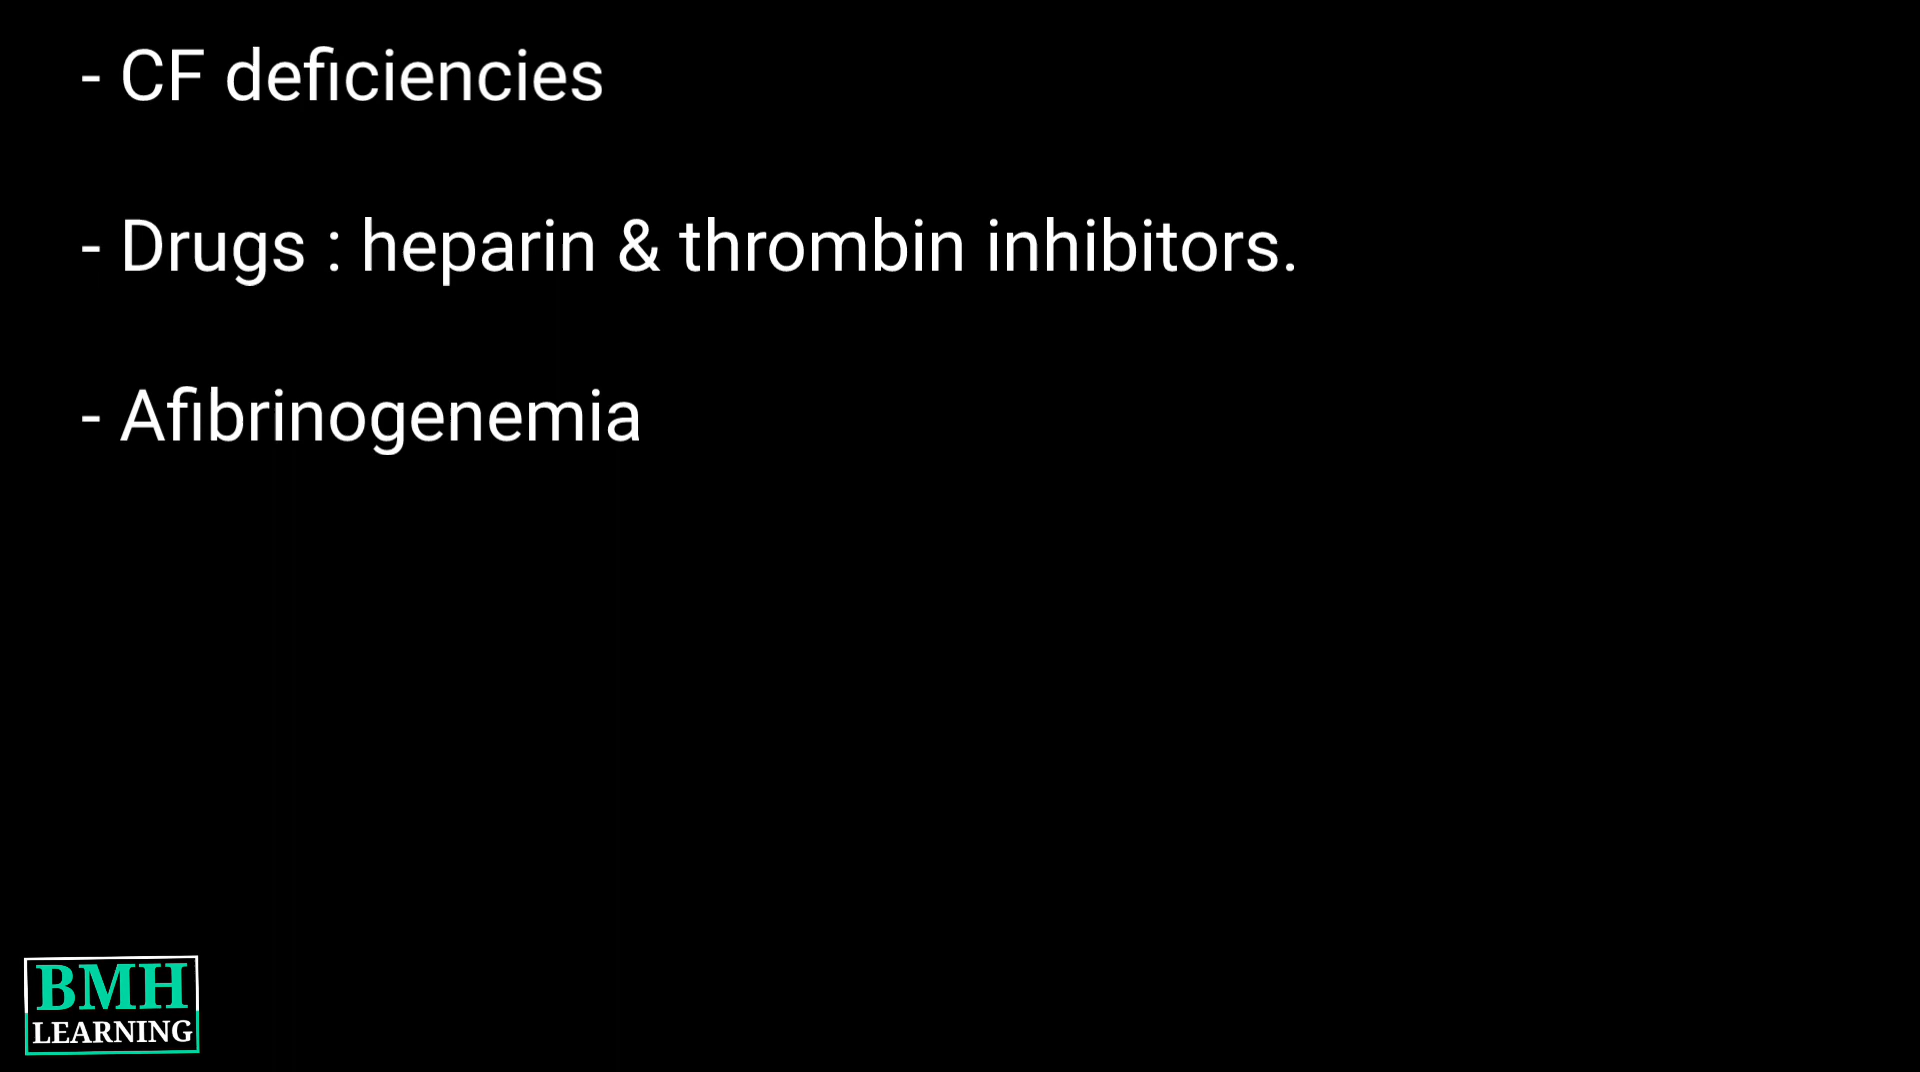 - CF deficiencies
- Drugs : heparin & thrombin inhibitors.
- Afibrinogenemia
BMH
LEARNING